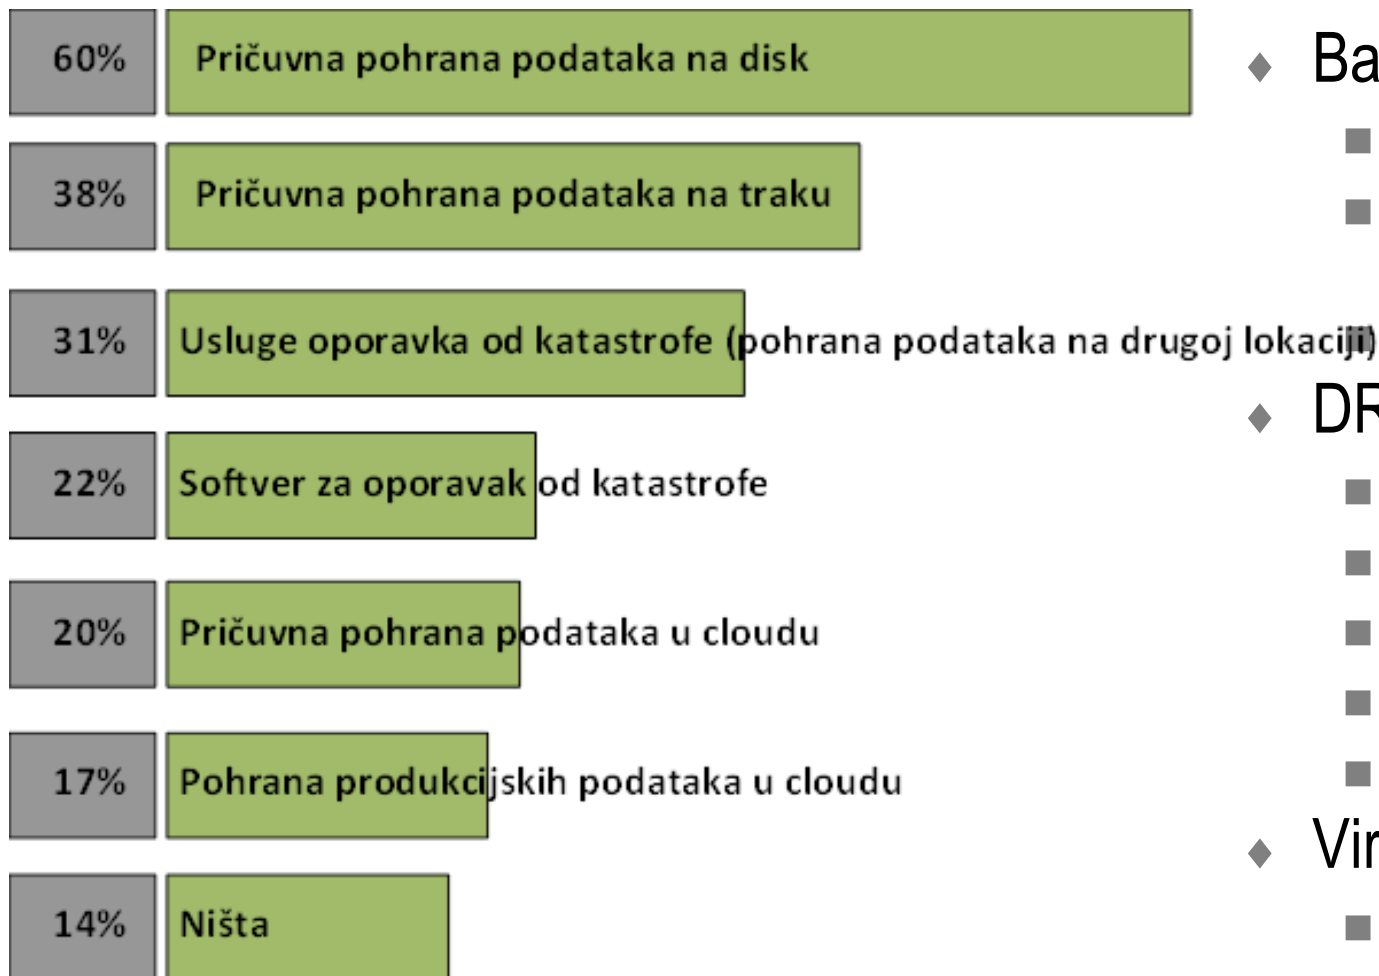 60% Pričuvna pohrana podataka na disk
38% Pričuvna pohrana podataka na traku
31% Usluge oporavka od katastrofe (pohrana podataka na drugoj lokaciji)
22% Softver za oporavak od katastrofe
20% Pričuvna pohrana podataka u cloudu
17% Pohrana produkcijskih podataka u cloudu
14% Ništa
Ba
DR
Vir